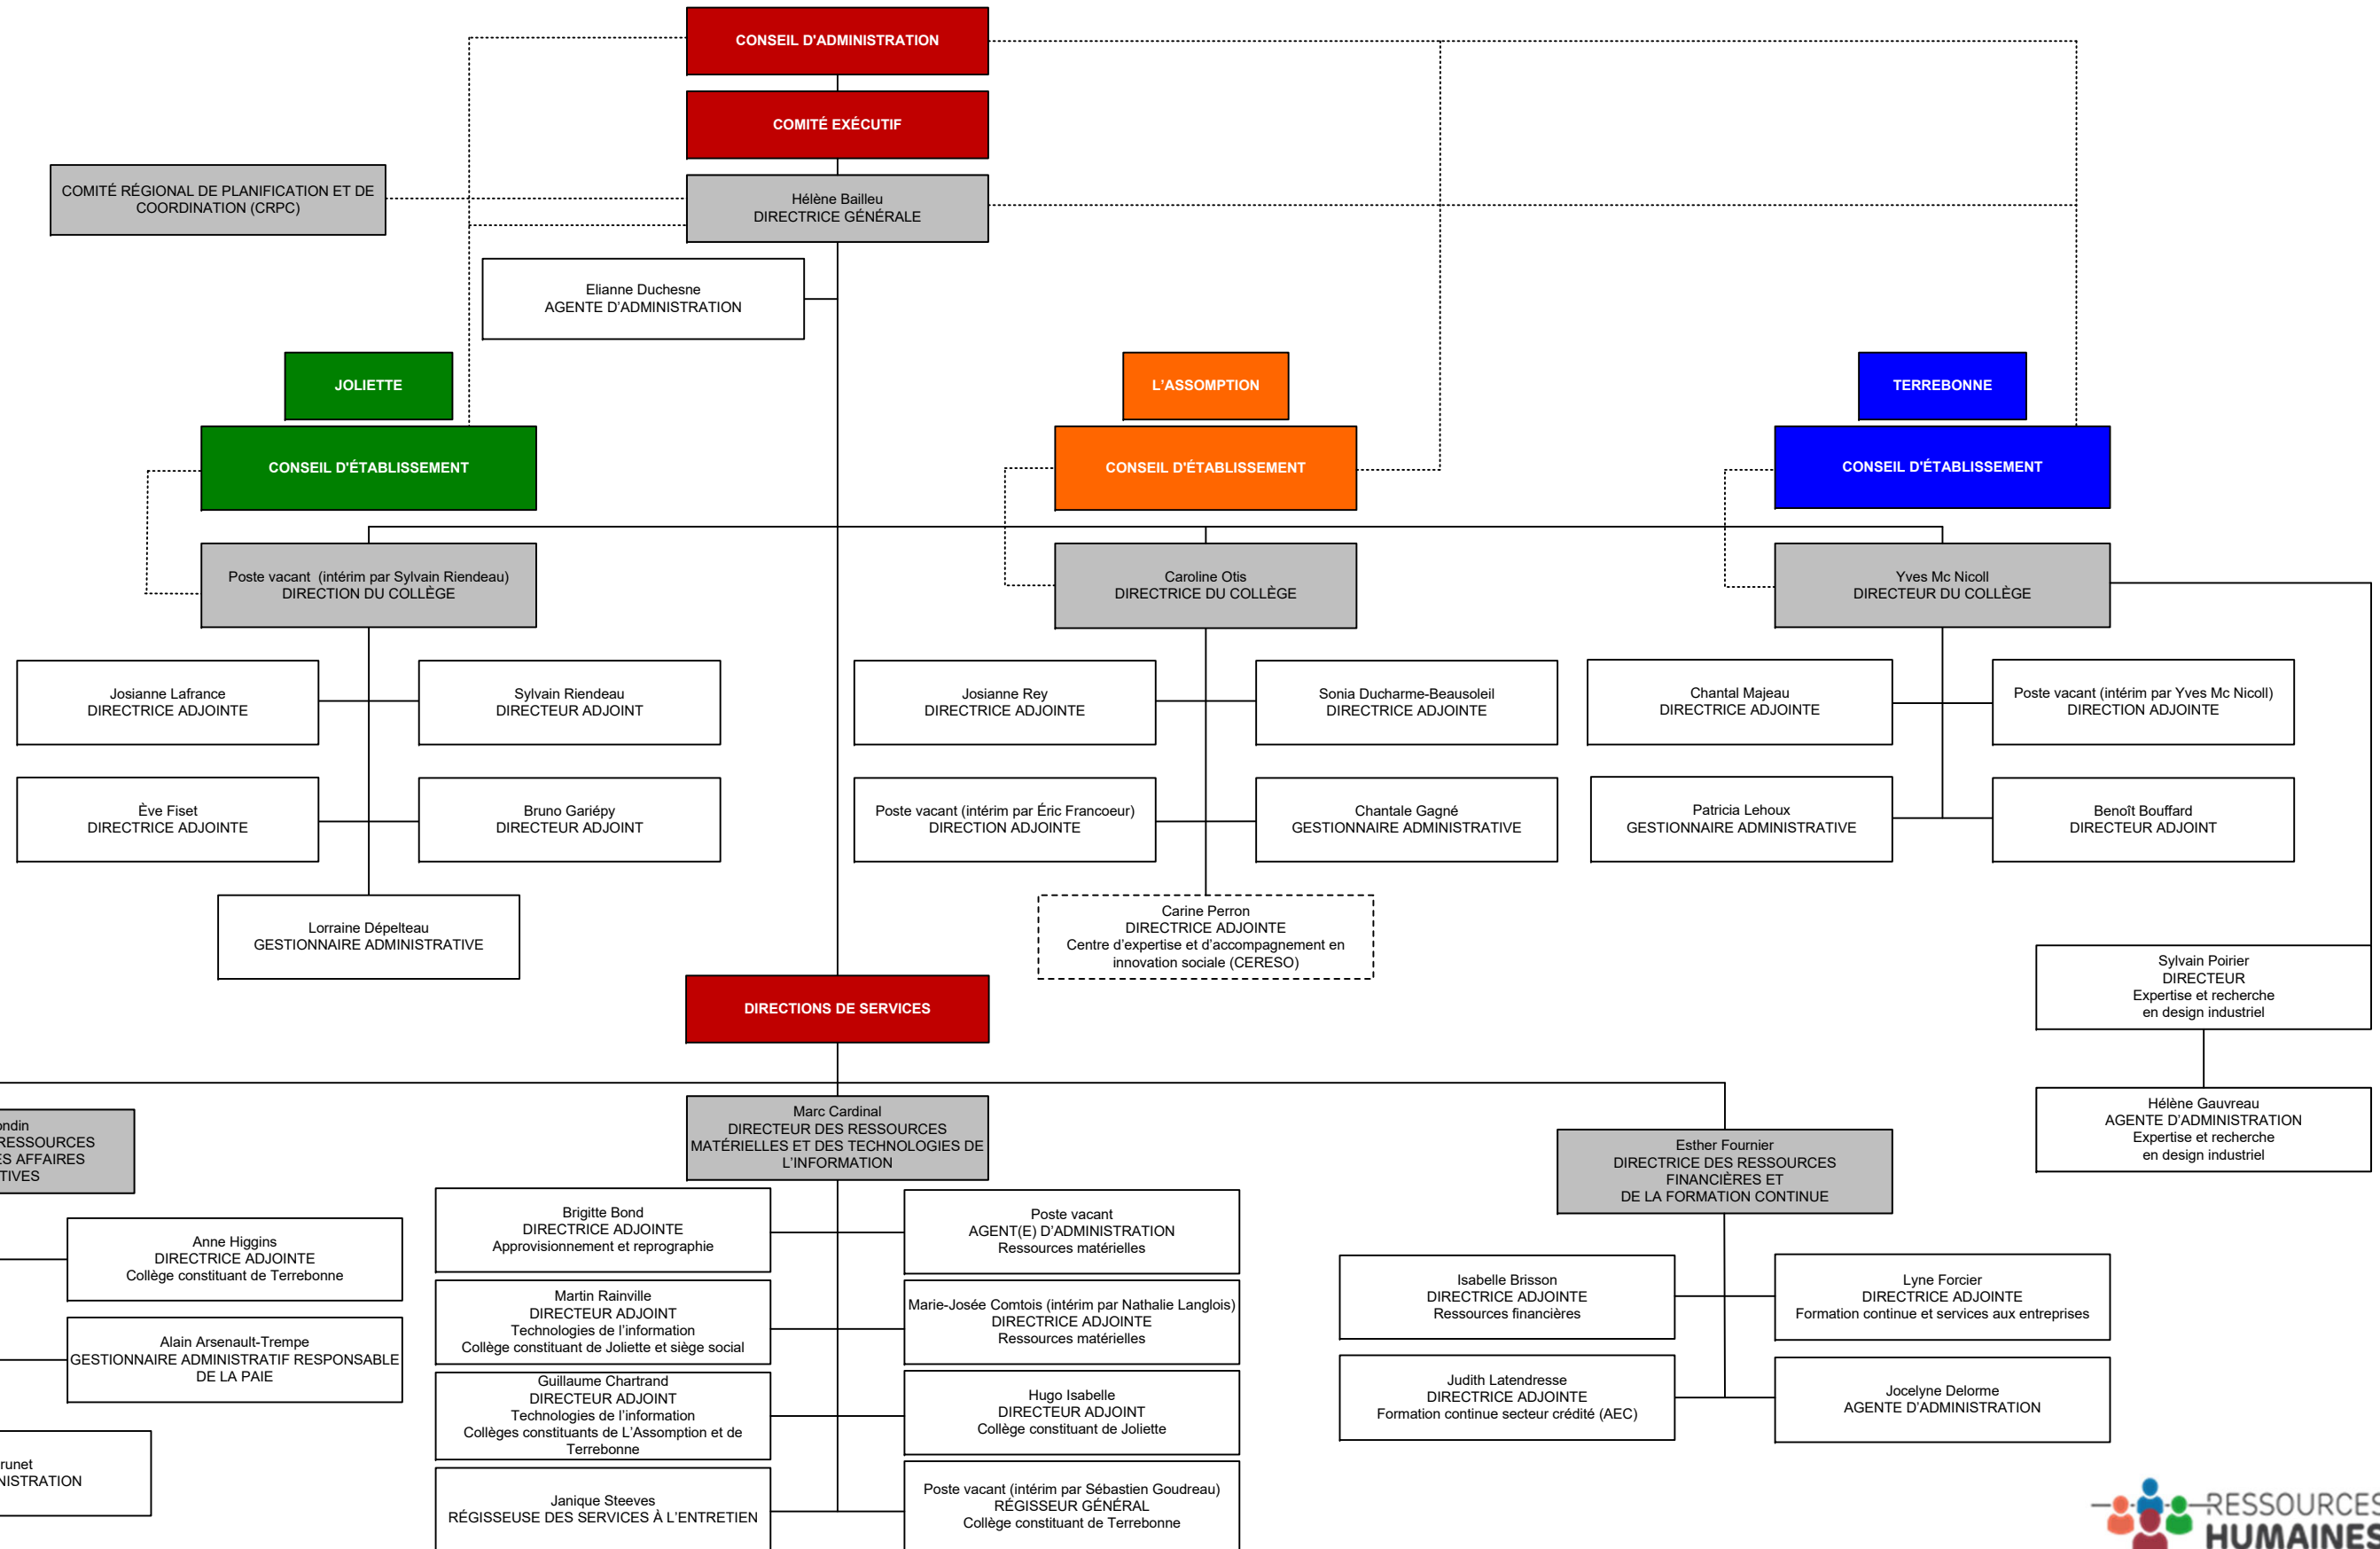 CONSEIL D'ADMINISTRATION
COMITÉ EXÉCUTIF
COMITÉ RÉGIONAL DE PLANIFICATION ET DE
COORDINATION (CRPC)
Hélène Bailleu
DIRECTRICE GÉNÉRALE
Elianne Duchesne
AGENTE D'ADMINISTRATION
JOLIETTE
L'ASSOMPTION
TERREBONNE
CONSEIL D'ÉTABLISSEMENT
CONSEIL D'ÉTABLISSEMENT
CONSEIL D'ÉTABLISSEMENT
Poste vacant (intérim par Sylvain Riendeau)
DIRECTION DU COLLÈGE
Caroline Otis
DIRECTRICE DU COLLÈGE
Yves Mc Nicoll
DIRECTEUR DU COLLÈGE
Josianne Lafrance
DIRECTRICE ADJOINTE
Sylvain Riendeau
DIRECTEUR ADJOINT
Josianne Rey
DIRECTRICE ADJOINTE
Sonia Ducharme-Beausoleil
DIRECTRICE ADJOINTE
Chantal Majeau
DIRECTRICE ADJOINTE
Poste vacant (intérim par Yves Mc Nicoll)
DIRECTION ADJOINTE
Ève Fiset
DIRECTRICE ADJOINTE
Bruno Gariépy
DIRECTEUR ADJOINT
Poste vacant (intérim par Éric Francoeur)
DIRECTION ADJOINTE
Chantale Gagné
GESTIONNAIRE ADMINISTRATIVE
Patricia Lehoux
GESTIONNAIRE ADMINISTRATIVE
Benoît Bouffard
DIRECTEUR ADJOINT
Lorraine Dépelteau
GESTIONNAIRE ADMINISTRATIVE
Carine Perron
DIRECTRICE ADJOINTE
Centre d'expertise et d'accompagnement en
innovation sociale (CERESO)
Sylvain Poirier
DIRECTEUR
Expertise et recherche
en design industriel
DIRECTIONS DE SERVICES
Hélène Gauvreau
AGENTE D'ADMINISTRATION
Expertise et recherche
en design industriel
ondin
RESSOURCES
ES AFFAIRES
TIVES
Marc Cardinal
DIRECTEUR DES RESSOURCES
MATÉRIELLES ET DES TECHNOLOGIES DE
L'INFORMATION
Esther Fournier
DIRECTRICE DES RESSOURCES
FINANCIÈRES ET
DE LA FORMATION CONTINUE
Anne Higgins
DIRECTRICE ADJOINTE
Collège constituant de Terrebonne
Alain Arsenault-Trempe
GESTIONNAIRE ADMINISTRATIF RESPONSABLE
DE LA PAIE
runet
NISTRATION
Brigitte Bond
DIRECTRICE ADJOINTE
Approvisionnement et reprographie
Poste vacant
AGENT(E) D'ADMINISTRATION
Ressources matérielles
Martin Rainville
DIRECTEUR ADJOINT
Technologies de l'information
Collège constituant de Joliette et siège social
Marie-Josée Comtois (intérim par Nathalie Langlois)
DIRECTRICE ADJOINTE
Ressources matérielles
Guillaume Chartrand
DIRECTEUR ADJOINT
Technologies de l'information
Collèges constituants de L'Assomption et de
Terrebonne
Hugo Isabelle
DIRECTEUR ADJOINT
Collège constituant de Joliette
Janique Steeves
RÉGISSEUSE DES SERVICES À L'ENTRETIEN
Poste vacant (intérim par Sébastien Goudreau)
RÉGISSEUR GÉNÉRAL
Collège constituant de Terrebonne
Isabelle Brisson
DIRECTRICE ADJOINTE
Ressources financières
Lyne Forcier
DIRECTRICE ADJOINTE
Formation continue et services aux entreprises
Judith Latendresse
DIRECTRICE ADJOINTE
Formation continue secteur crédité (AEC)
Jocelyne Delorme
AGENTE D'ADMINISTRATION
RESSOURCES
HUMAINES